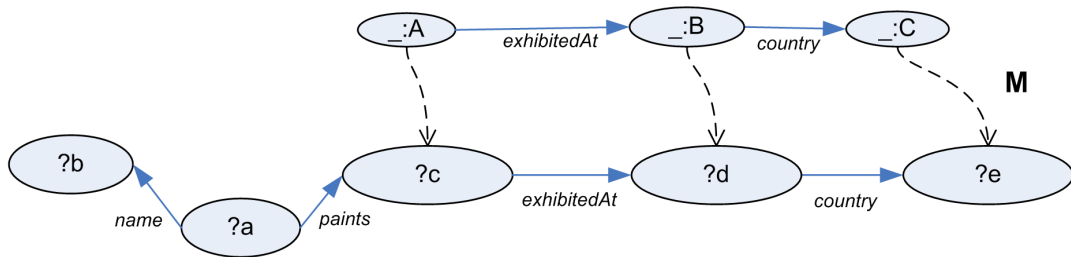 _:A
exhibitedAt
_:B
country
_:C
M
?b
name
?a
paints
?c
exhibitedAt
?d
country
?e